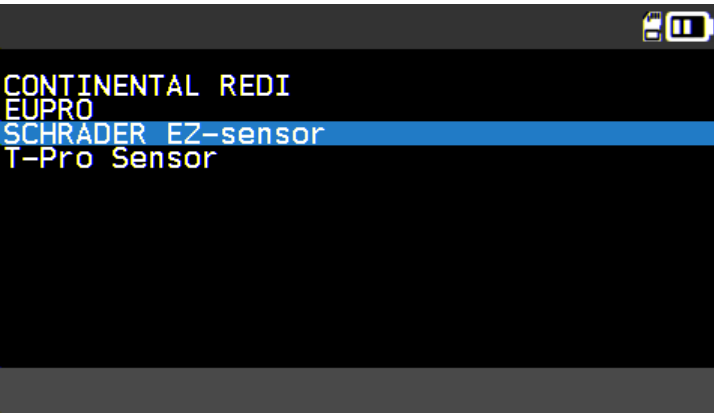 CONTINENTAL REDI
EUPRO
SCHRADER EZ-sensor
T-Pro Sensor